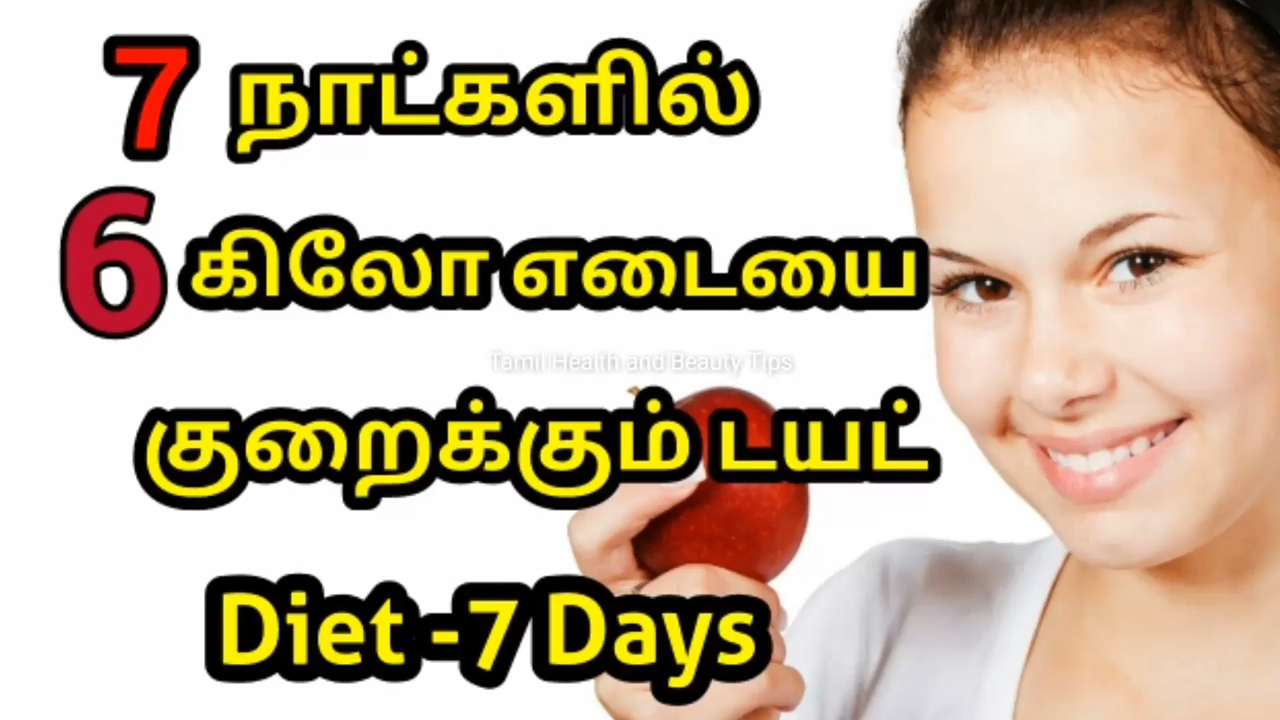 7 நாட்களில்
6 கிலோ எடையை
Tamil Health and Beauty Tips
குறைக்கும் டயட்
Diet - 7 Days